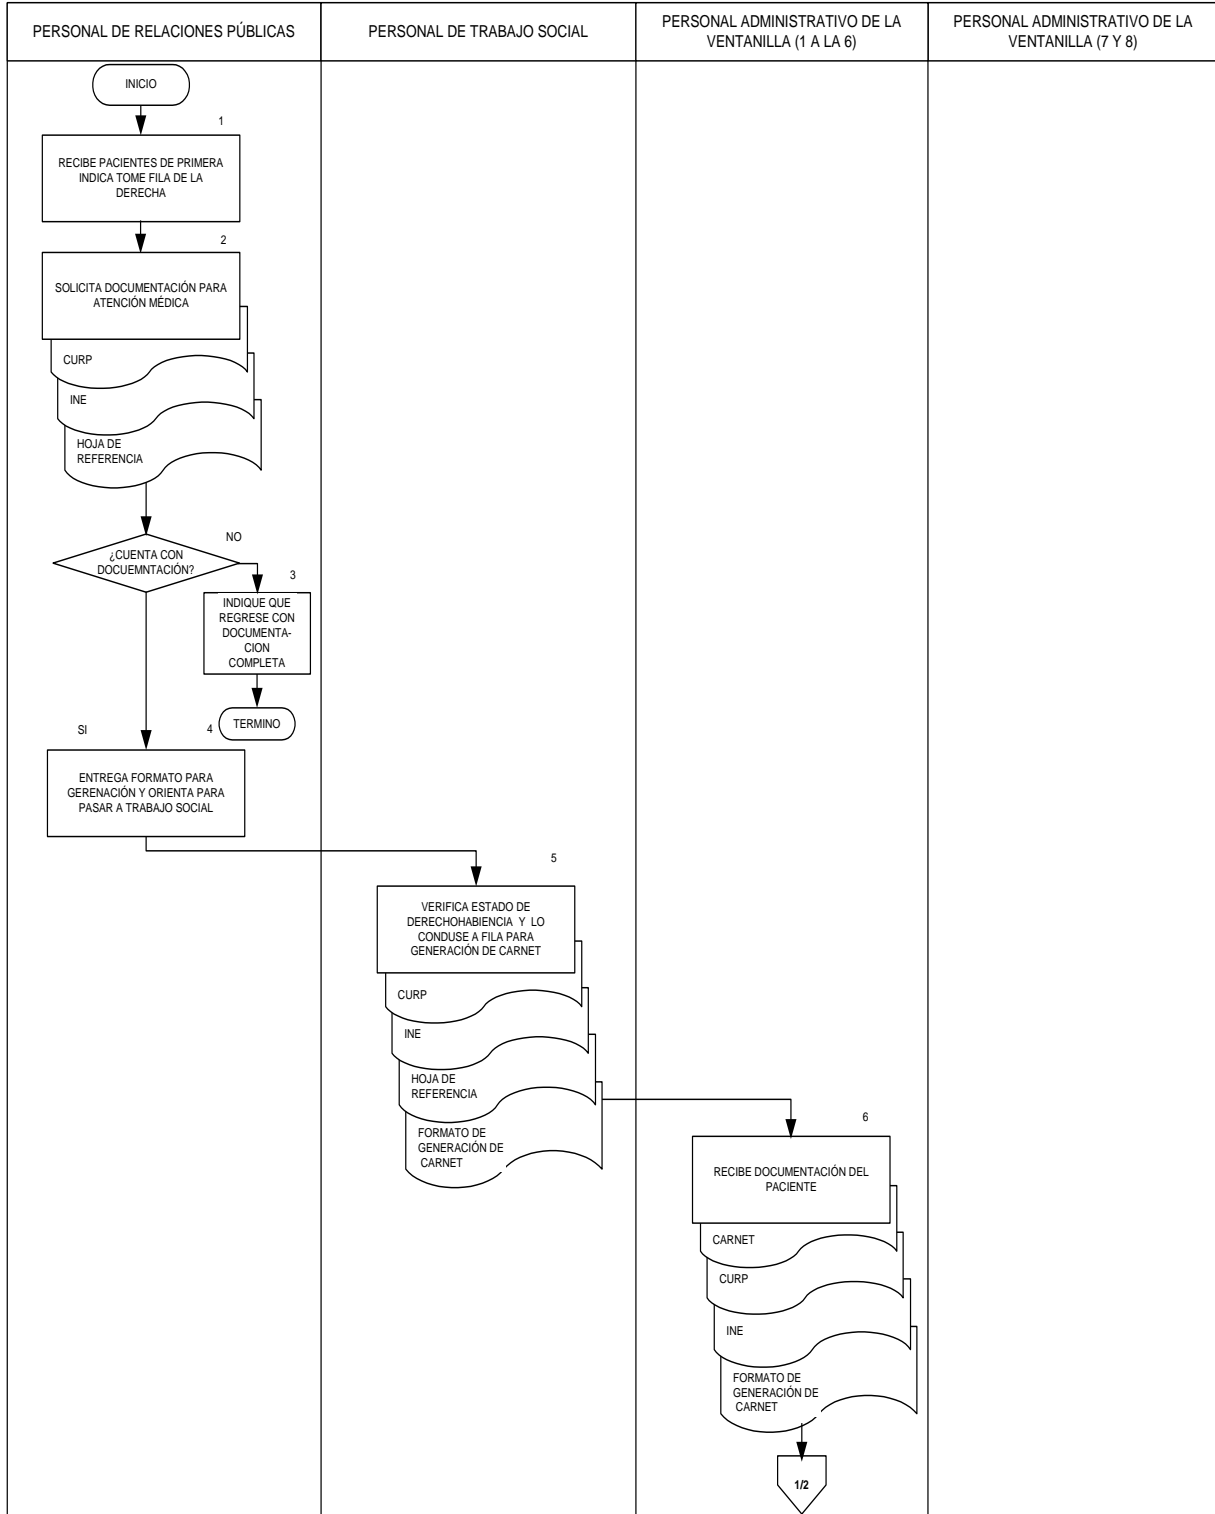 PERSONAL DE RELACIONES PÚBLICAS
PERSONAL DE TRABAJO SOCIAL
PERSONAL ADMINISTRATIVO DE LA
VENTANILLA (1 A LA 6)
PERSONAL ADMINISTRATIVO DE LA
VENTANILLA (7 Y 8)
INICIO
1
RECIBE PACIENTES DE PRIMERA
INDICA TOME FILA DE LA
DERECHA
2
SOLICITA DOCUMENTACIÓN PARA
ATENCIÓN MÉDICA
CURP
INE
HOJA DE
REFERENCIA
¿CUENTA CON
DOCUEMNTACIÓN?
NO
3
INDIQUE QUE
REGRESE CON
DOCUMENTA-
CION
COMPLETA
TERMINO
SI
4
ENTREGA FORMATO PARA
GERENACIÓN Y ORIENTA PARA
PASAR A TRABAJO SOCIAL
5
VERIFICA ESTADO DE
DERECHOHABIENCIA Y LO
CONDUSE A FILA PARA
GENERACIÓN DE CARNET
CURP
INE
HOJA DE
REFERENCIA
FORMATO DE
GENERACIÓN DE
CARNET
6
RECIBE DOCUMENTACIÓN DEL
PACIENTE
CARNET
CURP
INE
FORMATO DE
GENERACIÓN DE
CARNET
1/2